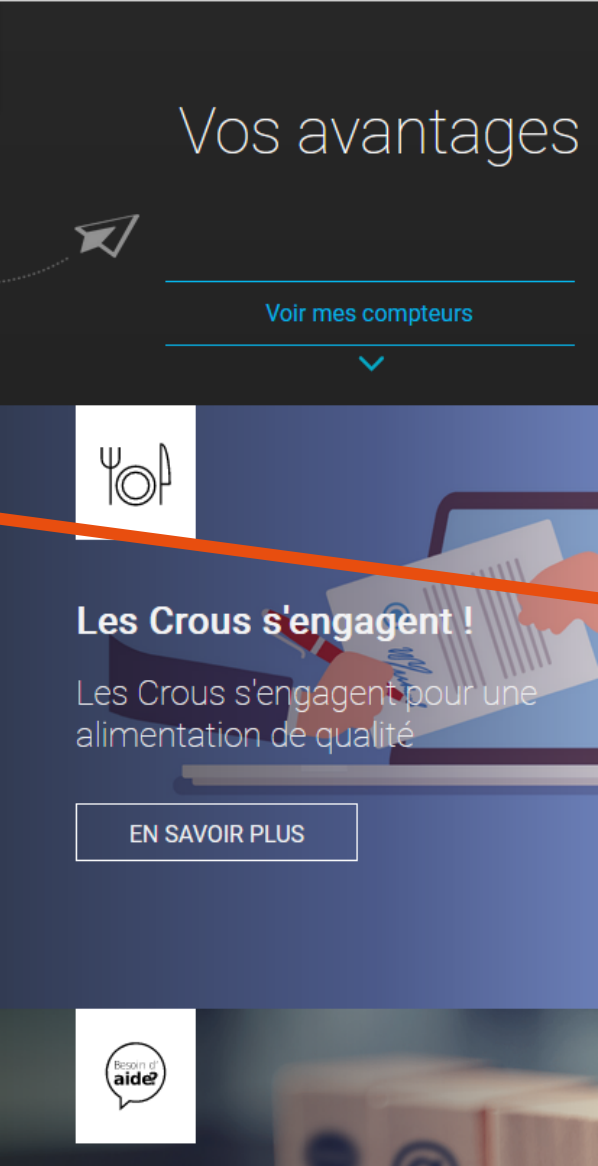 Vos avantages
Voir mes compteurs
Les Crous s'engagent !
Les Crous s'engagent pour une
alimentation de qualité
EN SAVOIR PLUS
Besoin d'
aide?